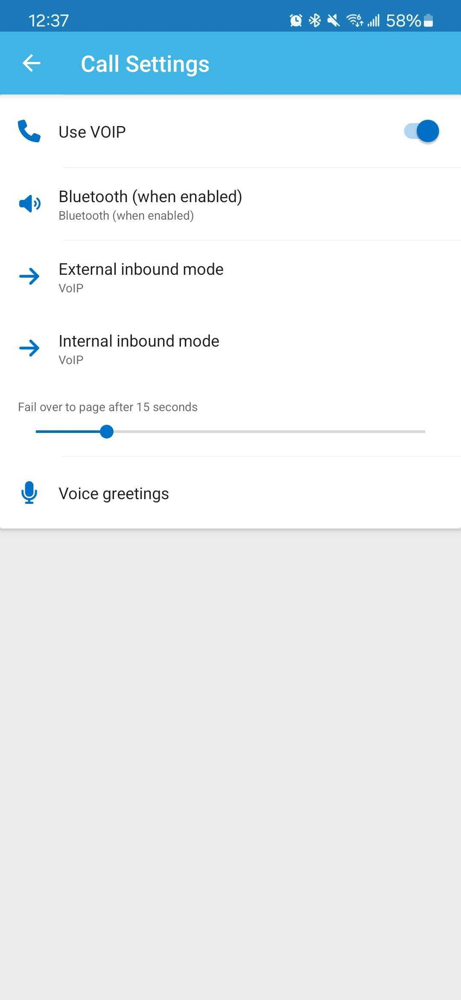 12:37
58%
Call Settings
Use VOIP
Bluetooth (when enabled)
Bluetooth (when enabled)
External inbound mode
VoIP
Internal inbound mode
VoIP
Fail over to page after 15 seconds
Voice greetings